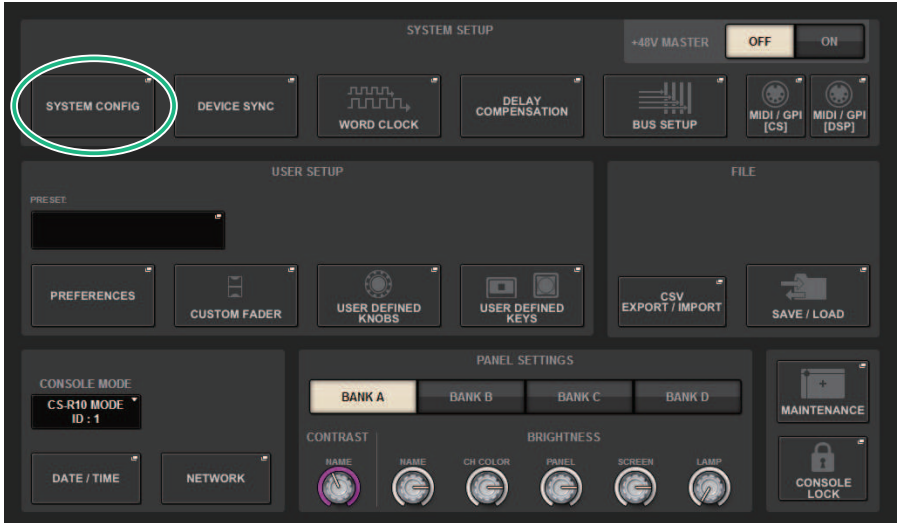 SYSTEM SETUP
+48V MASTER
OFF
ON
SYSTEM CONFIG
DEVICE SYNC
WORD CLOCK
DELAY
COMPENSATION
BUS SETUP
MIDI / GPI
[CS]
MIDI / GPI
[DSP]
USER SETUP
PRESET:
PREFERENCES
CUSTOM FADER
USER DEFINED
KNOBS
USER DEFINED
KEYS
FILE
CSV
EXPORT / IMPORT
SAVE / LOAD
CONSOLE MODE
CS-R10 MODE
ID : 1
DATE / TIME
NETWORK
PANEL SETTINGS
BANK A
BANK B
BANK C
BANK D
CONTRAST
BRIGHTNESS
NAME
NAME
CH COLOR
PANEL
SCREEN
LAMP
MAINTENANCE
CONSOLE
LOCK